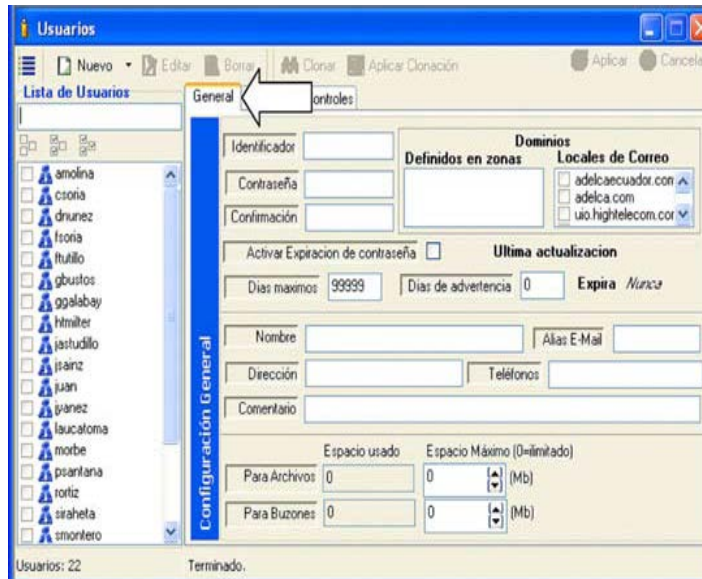 Usuarios
Nuevo Editar Borrar Clonar Aplicar Clonación Aplicar Cancela
Lista de Usuarios
General ontroles
Identificador
Contraseña
Confirmación
Dominios
Definidos en zonas Locales de Correo
adelcaecuador.con
adelca.com
uio.hightelecom.cor
Activar Expiracion de contraseña Ultima actualizacion
Dias maximos 99999 Dias de advertencia 0 Expira Nunca
Nombre Alias E-Mail
Dirección Teléfonos
Comentario
Espacio usado Espacio Máximo (0=ilimitado)
Para Archivos 0 0 (Mb)
Para Buzones 0 0 (Mb)
Configuración General
amolina
csoria
dnunez
fsoria
ftutillo
gbustos
ggalabay
htmilter
jastudillo
jsainz
juan
jyanez
laucatoma
morbe
psantana
rortiz
siraheta
smontero
Usuarios: 22 Terminado.